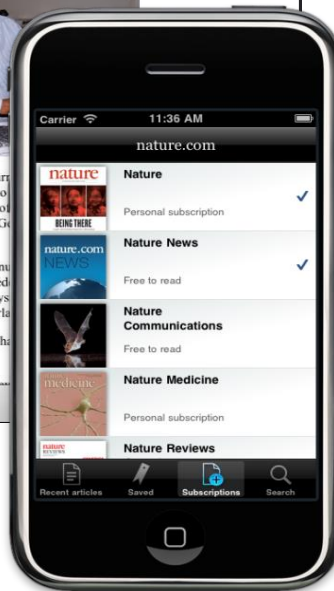 Carrier 11:36 AM
nature.com
nature
BEING THERE
Nature
Personal subscription
nature.com
NEWS
Nature News
Free to read
Nature
Communications
Free to read
medicine
Nature Medicine
Personal subscription
nature
REVIEWS
Nature Reviews
Recent articles Saved Subscriptions Search